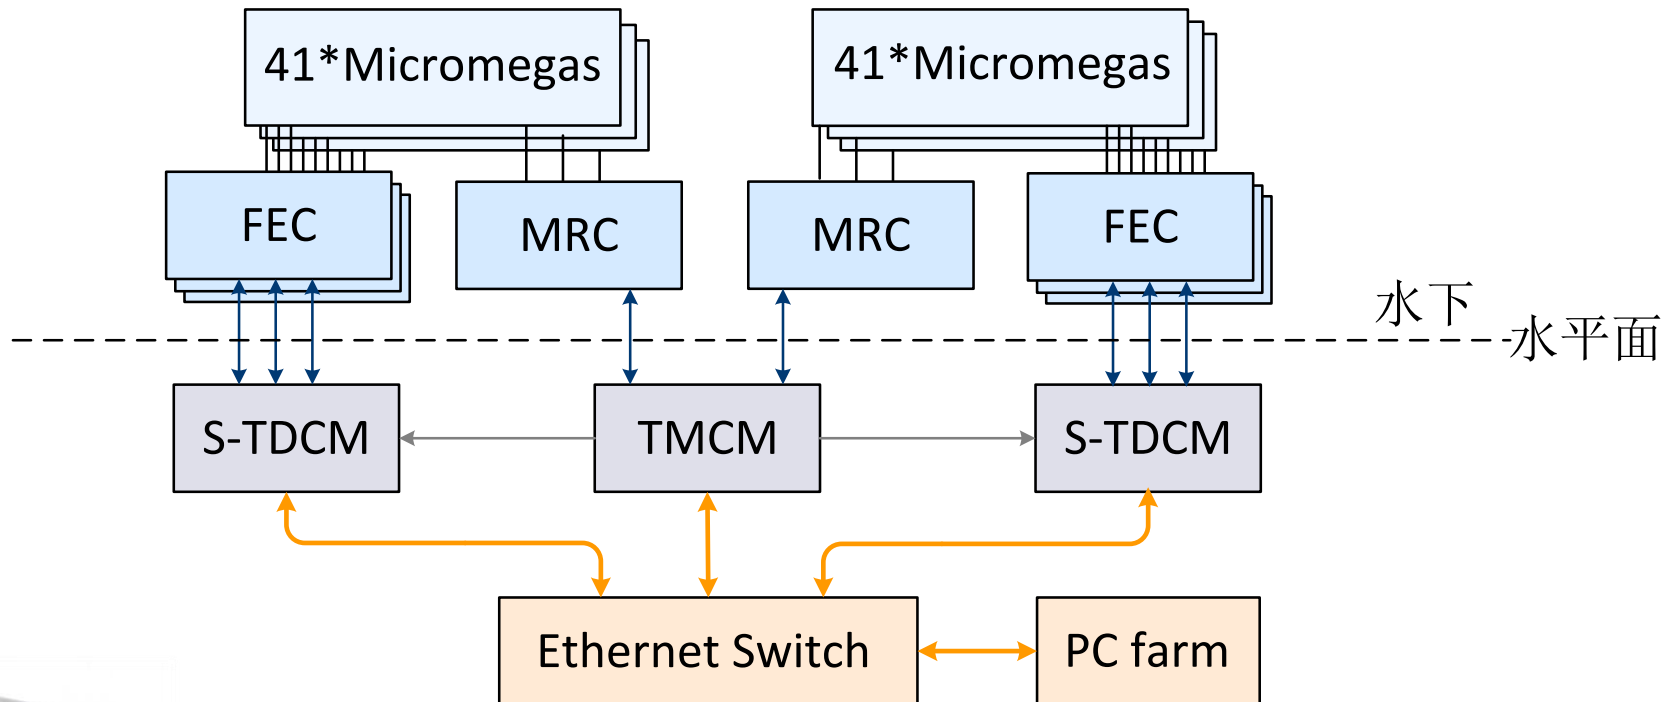 41*Micromegas
41*Micromegas
FEC
MRC
MRC
FEC
水下
水平面
S-TDCM
TMCM
S-TDCM
Ethernet Switch
PC farm